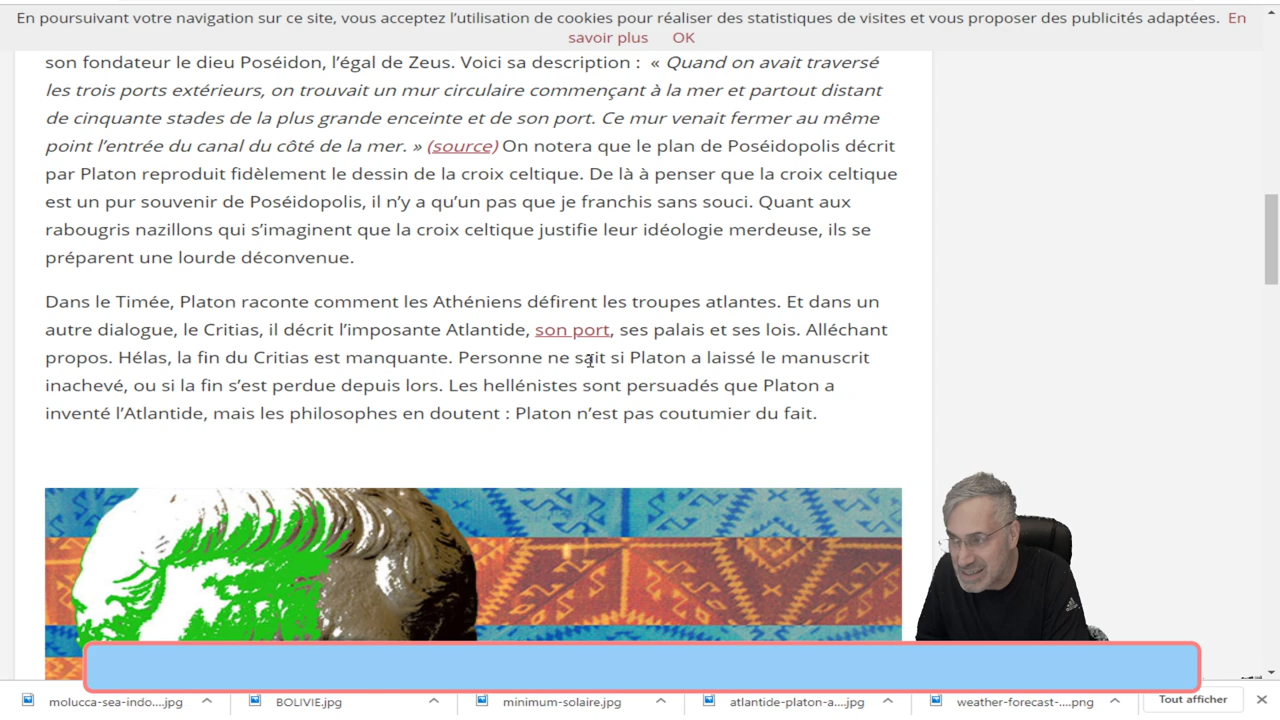 En poursuivant votre navigation sur ce site, vous acceptez l’utilisation de cookies pour réaliser des statistiques de visites et vous proposer des publicités adaptées. En
savoir plus OK
son fondateur le dieu Poséidon, l’égal de Zeus. Voici sa description : « Quand on avait traversé
les trois ports extérieurs, on trouvait un mur circulaire commençant à la mer et partout distant
de cinquante stades de la plus grande enceinte et de son port. Ce mur venait fermer au même
point l’entrée du canal du côté de la mer. » (source) On notera que le plan de Poséidopolis décrit
par Platon reproduit fidèlement le dessin de la croix celtique. De là à penser que la croix celtique
est un pur souvenir de Poséidopolis, il n’y a qu’un pas que je franchis sans souci. Quant aux
rabougris nazillons qui s’imaginent que la croix celtique justifie leur idéologie merdeuse, ils se
préparent une lourde déconvenue.
Dans le Timée, Platon raconte comment les Athéniens défirent les troupes atlantes. Et dans un
autre dialogue, le Critias, il décrit l’imposante Atlantide, son port, ses palais et ses lois. Alléchant
propos. Hélas, la fin du Critias est manquante. Personne ne sait si Platon a laissé le manuscrit
inachevé, ou si la fin s’est perdue depuis lors. Les hellénistes sont persuadés que Platon a
inventé l’Atlantide, mais les philosophes en doutent : Platon n’est pas coutumier du fait.
molucca-sea-indo....jpg BOLIVIE.jpg minimum-solaire.jpg atlantide-platon-a....jpg weather-forecast-....png Tout afficher